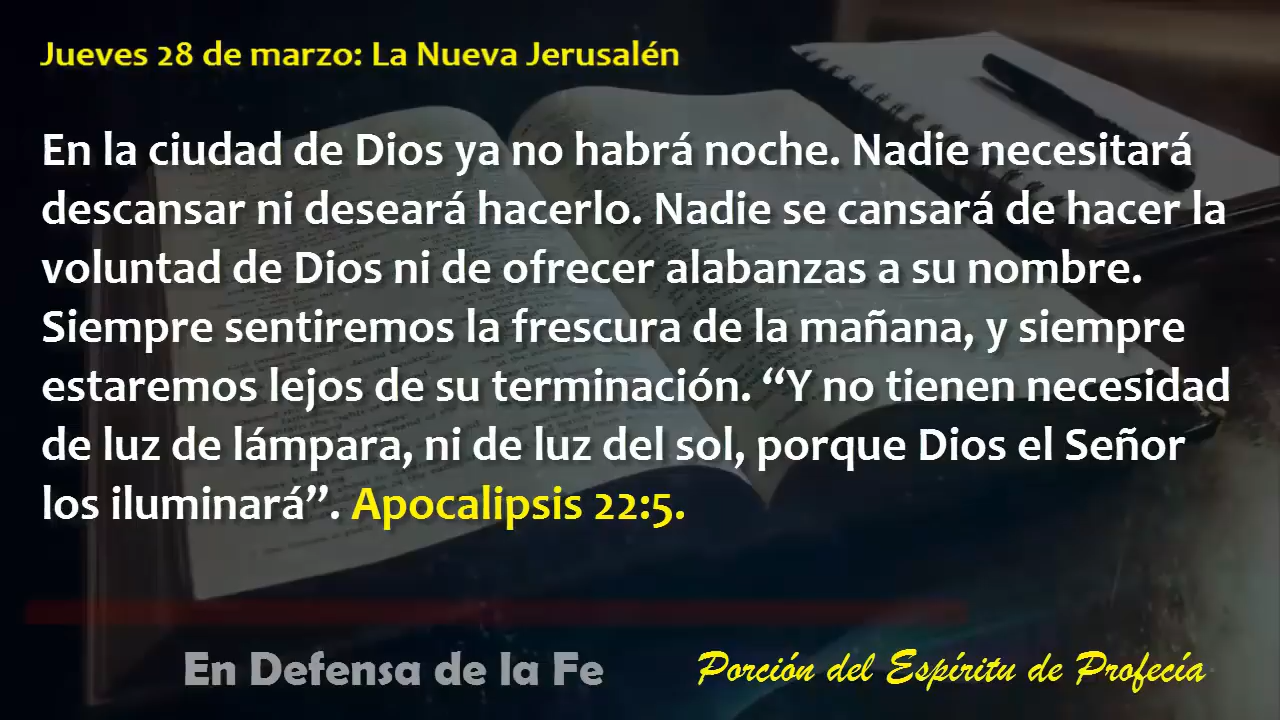 Jueves 28 de marzo: La Nueva Jerusalén
En la ciudad de Dios ya no habrá noche. Nadie necesitará
descansar ni deseará hacerlo. Nadie se cansará de hacer la
voluntad de Dios ni de ofrecer alabanzas a su nombre.
Siempre sentiremos la frescura de la mañana, y siempre
estaremos lejos de su terminación. “Y no tienen necesidad
de luz de lámpara, ni de luz del sol, porque Dios el Señor
los iluminará”. Apocalipsis 22:5.
En Defensa de la Fe
Porción del Espíritu de Profecía